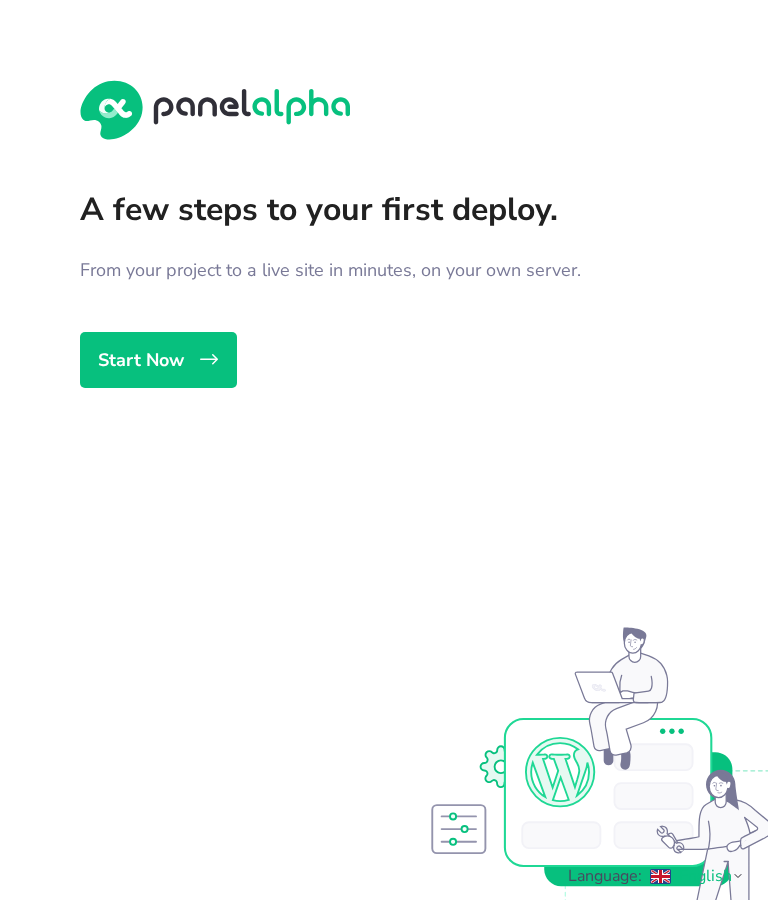 panelalpha
A few steps to your first deploy.
From your project to a live site in minutes, on your own server.
Start Now
Language: